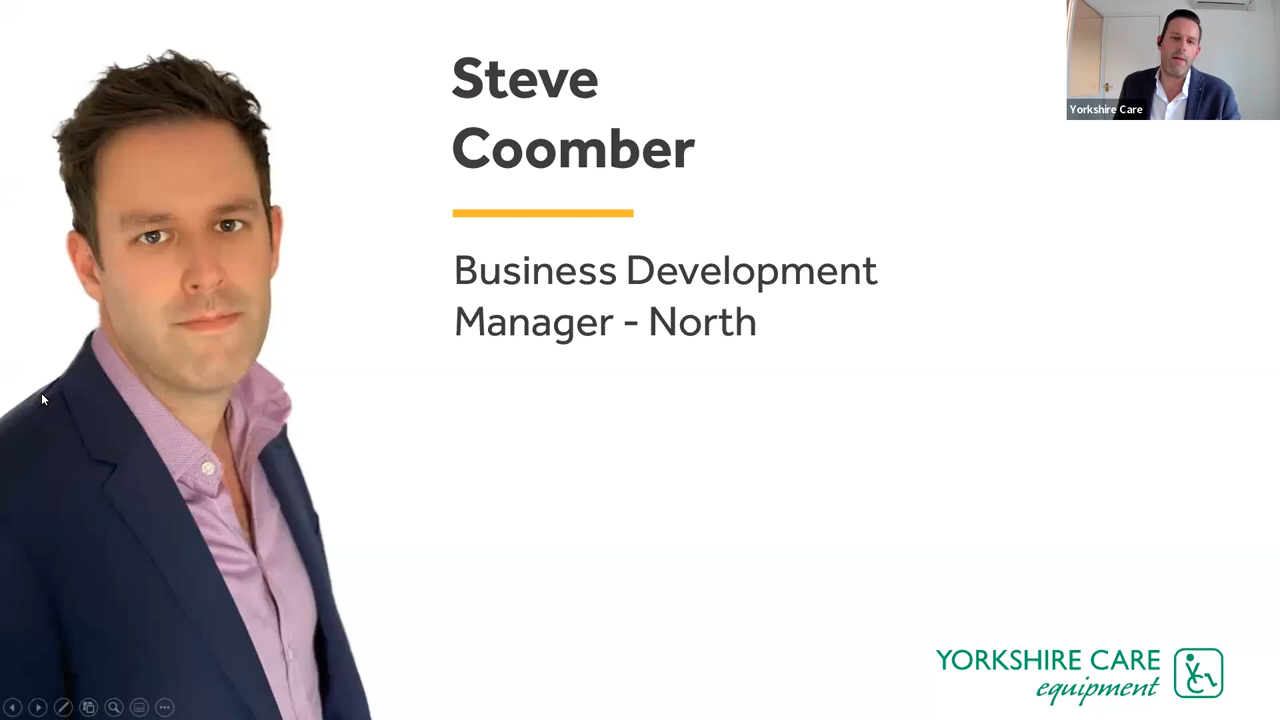 Steve
Coomber
Business Development
Manager - North
Yorkshire Care
YORKSHIRE CARE
equipment